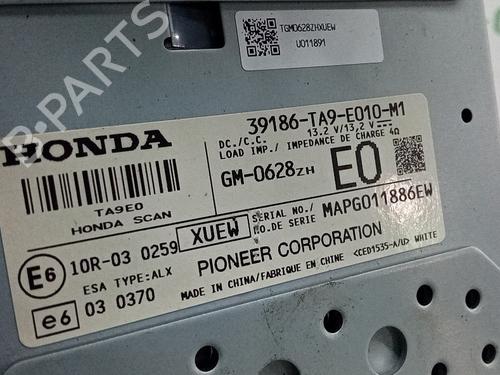 TGM0628ZHXUEW
U011891
B-PARTS
HONDA
39186-TA9-E010-M1
DC./C.C. 13.2 V/13,2 V
LOAD IMP./ IMPEDANCE DE CHARGE 4Ω
GM-0628ZH
E0
TA9E0
HONDA SCAN
E6
10R-03 0259
XUEW
SERIAL NO./
NO.DE SERIE
MAPG011886EW
ESA TYPE:ALX
PIONEER CORPORATION
e6
03 0370
MADE IN CHINA/FABRIQUE EN CHINE <CED1535-A/U> WHITE